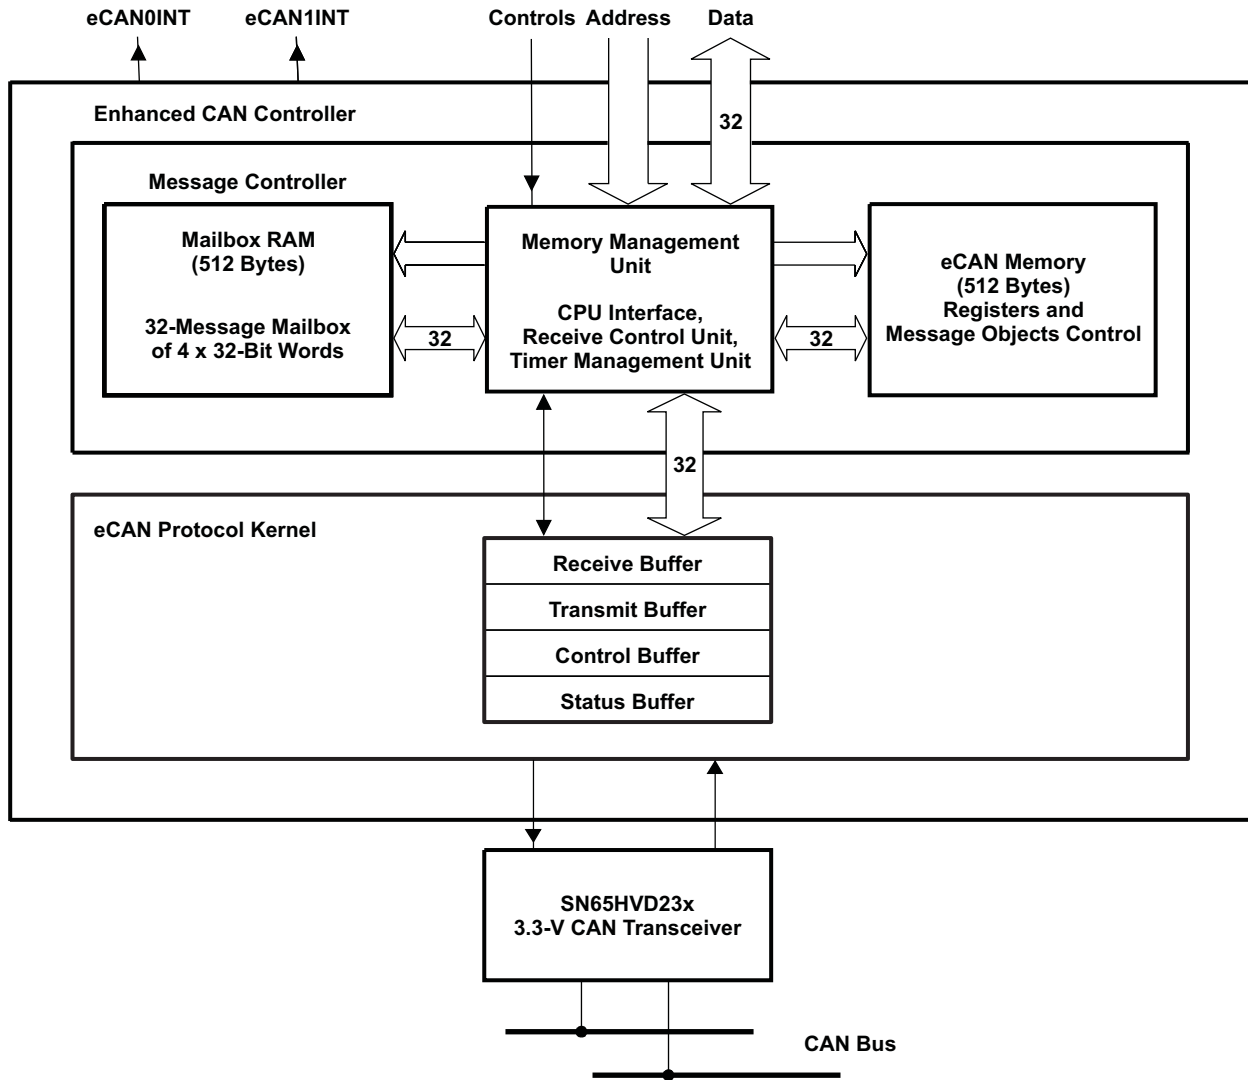 eCAN0INT
eCAN1INT
Controls
Address
Data
32
Enhanced CAN Controller
Message Controller
Mailbox RAM
(512 Bytes)
32-Message Mailbox
of 4 x 32-Bit Words
32
Memory Management
Unit
CPU Interface,
Receive Control Unit,
Timer Management Unit
32
eCAN Memory
(512 Bytes)
Registers and
Message Objects Control
32
eCAN Protocol Kernel
Receive Buffer
Transmit Buffer
Control Buffer
Status Buffer
SN65HVD23x
3.3-V CAN Transceiver
CAN Bus